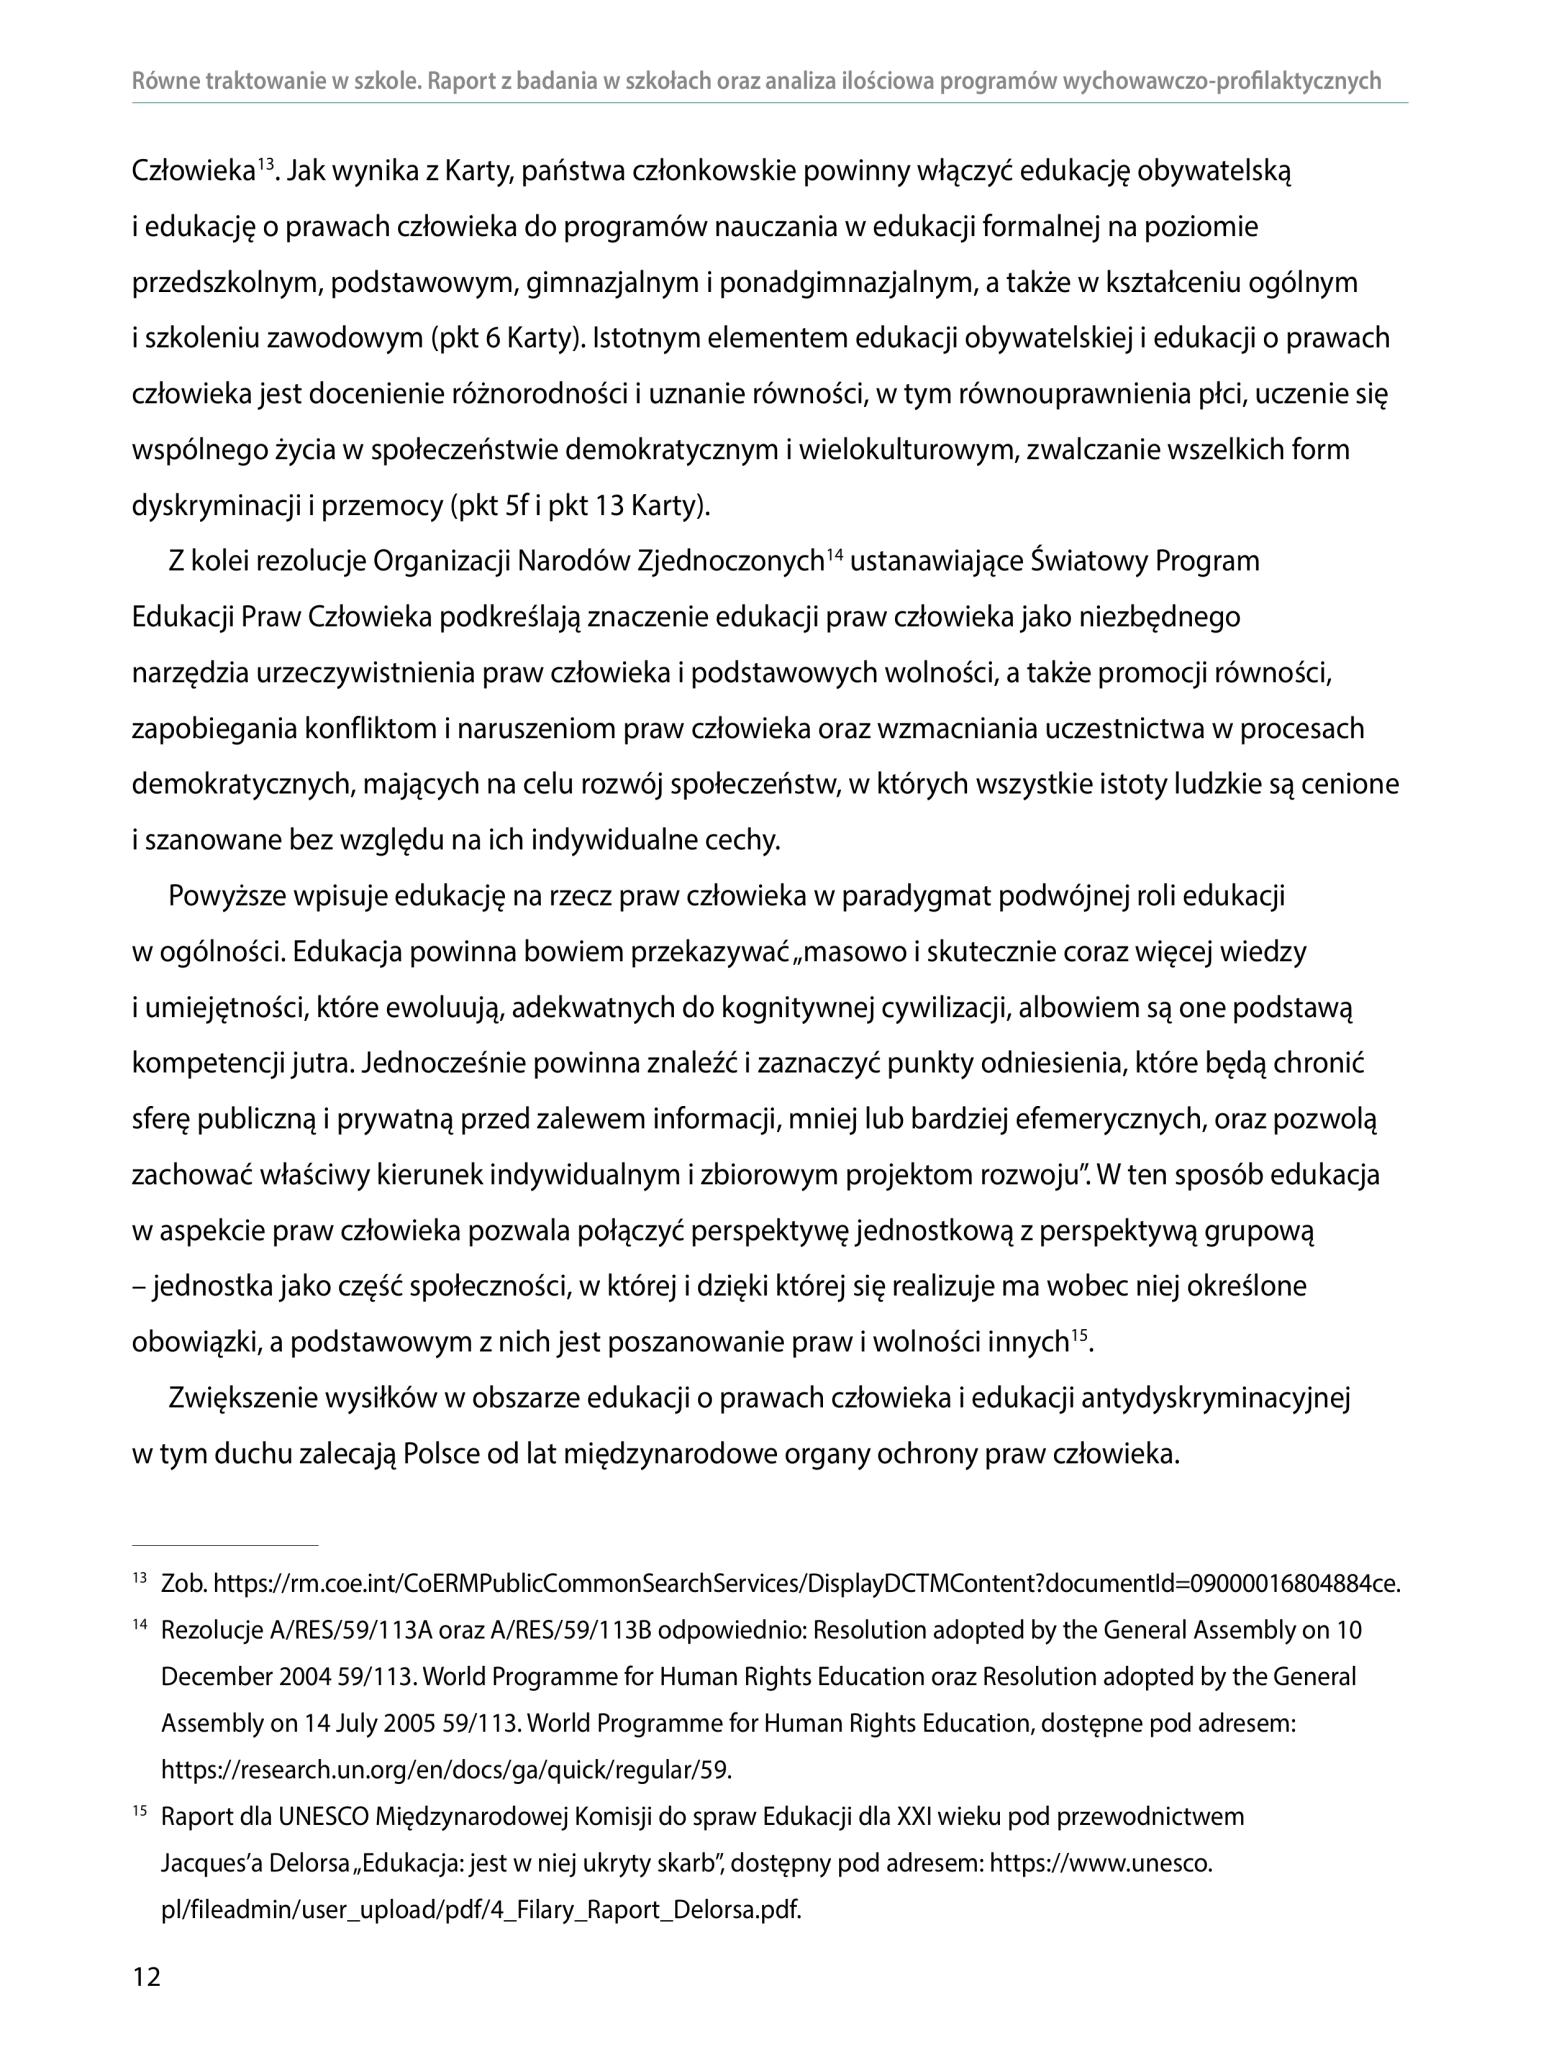 Równe traktowanie w szkole. Raport z badania w szkołach oraz analiza ilościowa programów wychowawczo-profilaktycznych
Człowieka¹³. Jak wynika z Karty, państwa członkowskie powinny włączyć edukację obywatelską
i edukację o prawach człowieka do programów nauczania w edukacji formalnej na poziomie
przedszkolnym, podstawowym, gimnazjalnym i ponadgimnazjalnym, a także w kształceniu ogólnym
i szkoleniu zawodowym (pkt 6 Karty). Istotnym elementem edukacji obywatelskiej i edukacji o prawach
człowieka jest docenienie różnorodności i uznanie równości, w tym równouprawnienia płci, uczenie się
wspólnego życia w społeczeństwie demokratycznym i wielokulturowym, zwalczanie wszelkich form
dyskryminacji i przemocy (pkt 5f i pkt 13 Karty).
Z kolei rezolucje Organizacji Narodów Zjednoczonych¹⁴ ustanawiające Światowy Program
Edukacji Praw Człowieka podkreślają znaczenie edukacji praw człowieka jako niezbędnego
narzędzia urzeczywistnienia praw człowieka i podstawowych wolności, a także promocji równości,
zapobiegania konfliktom i naruszeniom praw człowieka oraz wzmacniania uczestnictwa w procesach
demokratycznych, mających na celu rozwój społeczeństw, w których wszystkie istoty ludzkie są cenione
i szanowane bez względu na ich indywidualne cechy.
Powyższe wpisuje edukację na rzecz praw człowieka w paradygmat podwójnej roli edukacji
w ogólności. Edukacja powinna bowiem przekazywać „masowo i skutecznie coraz więcej wiedzy
i umiejętności, które ewoluują, adekwatnych do kognitywnej cywilizacji, albowiem są one podstawą
kompetencji jutra. Jednocześnie powinna znaleźć i zaznaczyć punkty odniesienia, które będą chronić
sferę publiczną i prywatną przed zalewem informacji, mniej lub bardziej efemerycznych, oraz pozwolą
zachować właściwy kierunek indywidualnym i zbiorowym projektom rozwoju”. W ten sposób edukacja
w aspekcie praw człowieka pozwala połączyć perspektywę jednostkową z perspektywą grupową
– jednostka jako część społeczności, w której i dzięki której się realizuje ma wobec niej określone
obowiązki, a podstawowym z nich jest poszanowanie praw i wolności innych¹⁵.
Zwiększenie wysiłków w obszarze edukacji o prawach człowieka i edukacji antydyskryminacyjnej
w tym duchu zalecają Polsce od lat międzynarodowe organy ochrony praw człowieka.
¹³ Zob. https://rm.coe.int/CoERMPublicCommonSearchServices/DisplayDCTMContent?documentId=09000016804884ce.
¹⁴ Rezolucje A/RES/59/113A oraz A/RES/59/113B odpowiednio: Resolution adopted by the General Assembly on 10
December 2004 59/113. World Programme for Human Rights Education oraz Resolution adopted by the General
Assembly on 14 July 2005 59/113. World Programme for Human Rights Education, dostępne pod adresem:
https://research.un.org/en/docs/ga/quick/regular/59.
¹⁵ Raport dla UNESCO Międzynarodowej Komisji do spraw Edukacji dla XXI wieku pod przewodnictwem
Jacques’a Delorsa „Edukacja: jest w niej ukryty skarb”, dostępny pod adresem: https://www.unesco.
pl/fileadmin/user_upload/pdf/4_Filary_Raport_Delorsa.pdf.
12